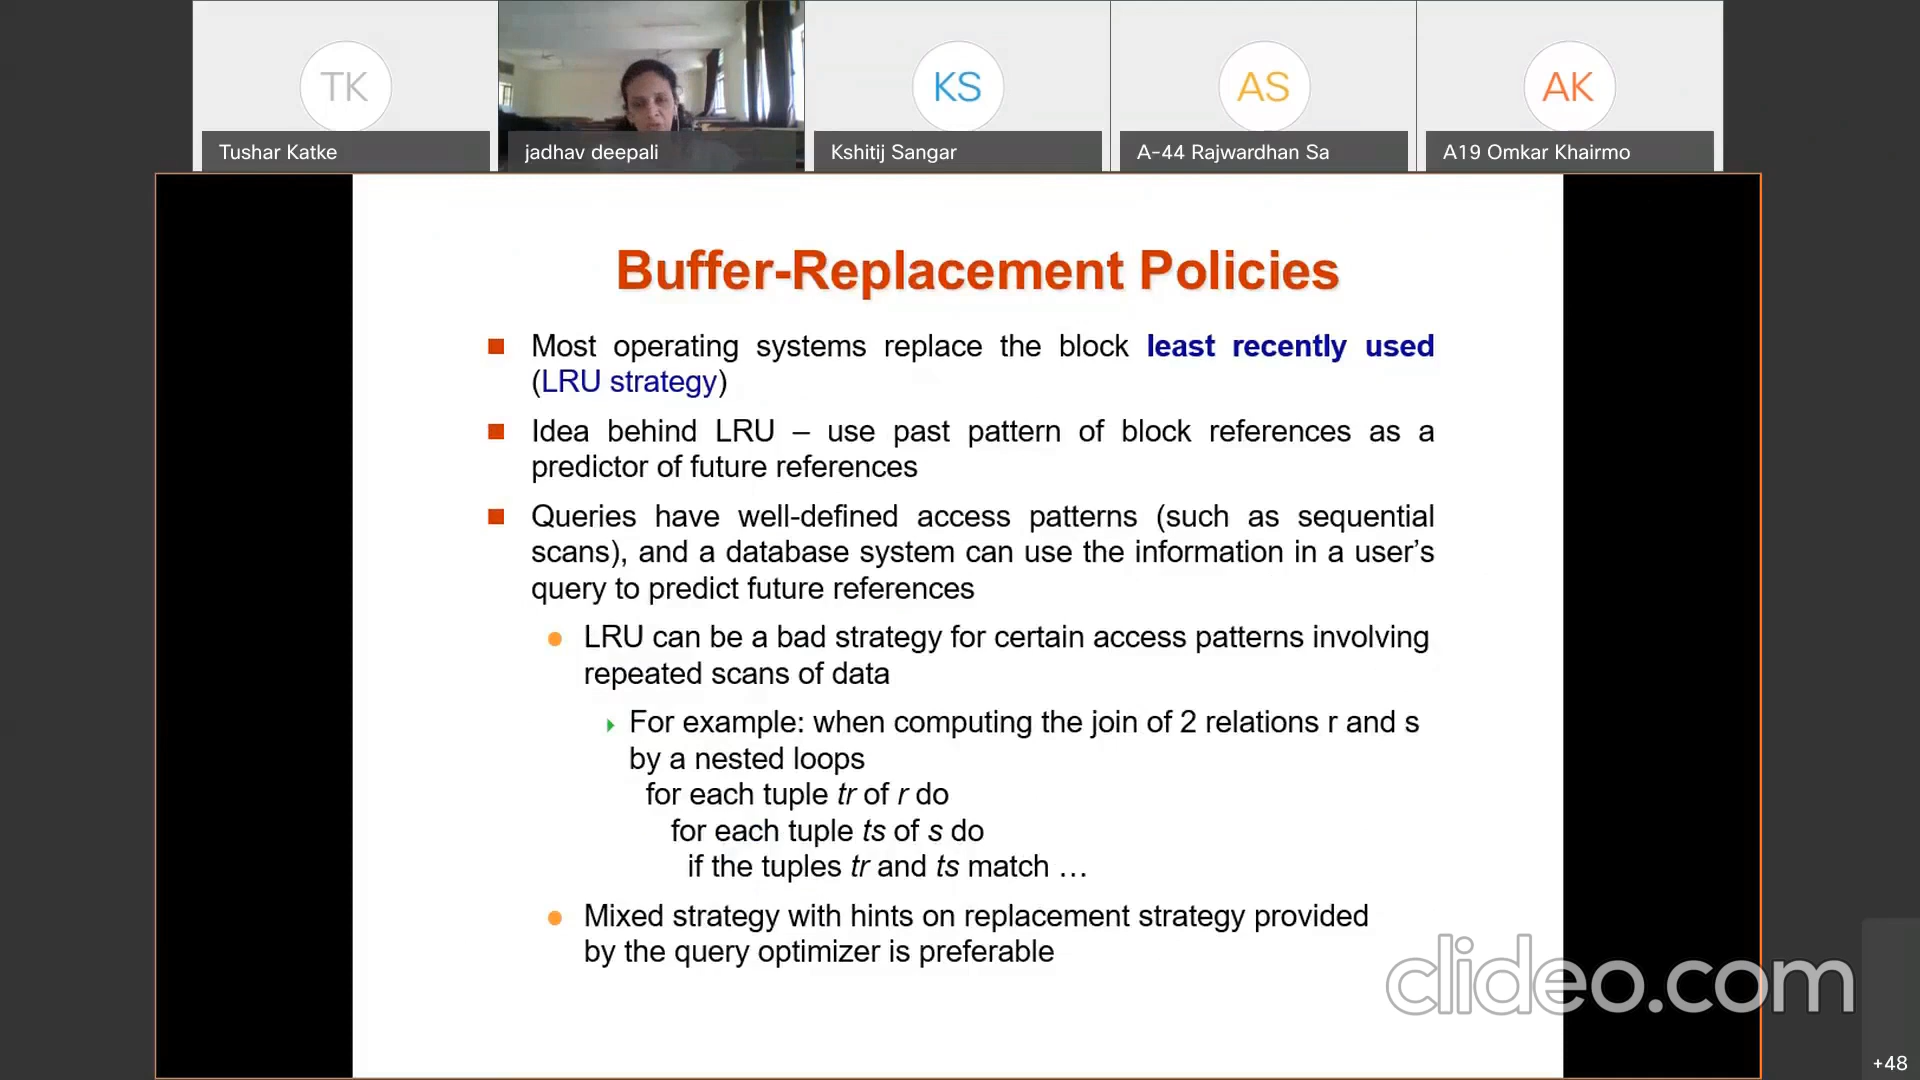 TK
KS
AS
AK
Tushar Katke
jadhav deepali
Kshitij Sangar
A-44 Rajwardhan Sa
A19 Omkar Khairmo
Buffer-Replacement Policies
Most operating systems replace the block least recently used
(LRU strategy)
Idea behind LRU – use past pattern of block references as a
predictor of future references
Queries have well-defined access patterns (such as sequential
scans), and a database system can use the information in a user’s
query to predict future references
LRU can be a bad strategy for certain access patterns involving
repeated scans of data
For example: when computing the join of 2 relations r and s
by a nested loops
for each tuple tr of r do
for each tuple ts of s do
if the tuples tr and ts match …
Mixed strategy with hints on replacement strategy provided
by the query optimizer is preferable
clideo.com
+48